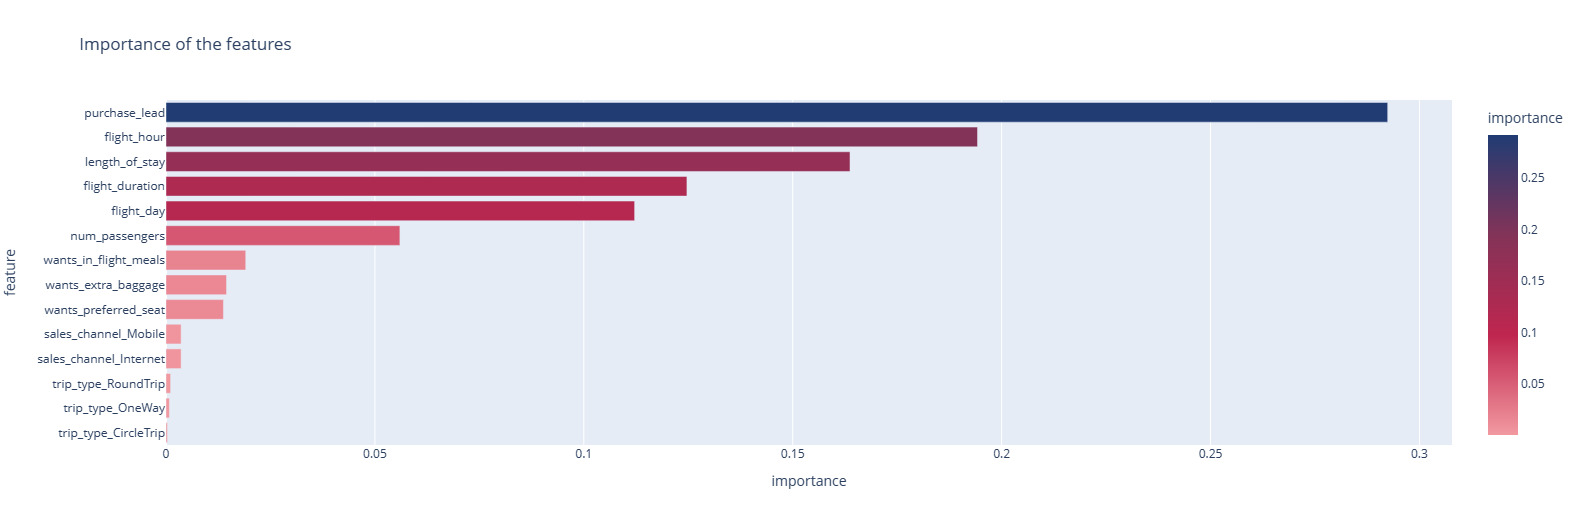 Importance of the features
purchase_lead
flight_hour
length_of_stay
flight_duration
flight_day
num_passengers
wants_in_flight_meals
wants_extra_baggage
wants_preferred_seat
sales_channel_Mobile
sales_channel_Internet
trip_type_RoundTrip
trip_type_OneWay
trip_type_CircleTrip
feature
0 0.05 0.1 0.15 0.2 0.25 0.3
importance
importance
0.25
0.2
0.15
0.1
0.05